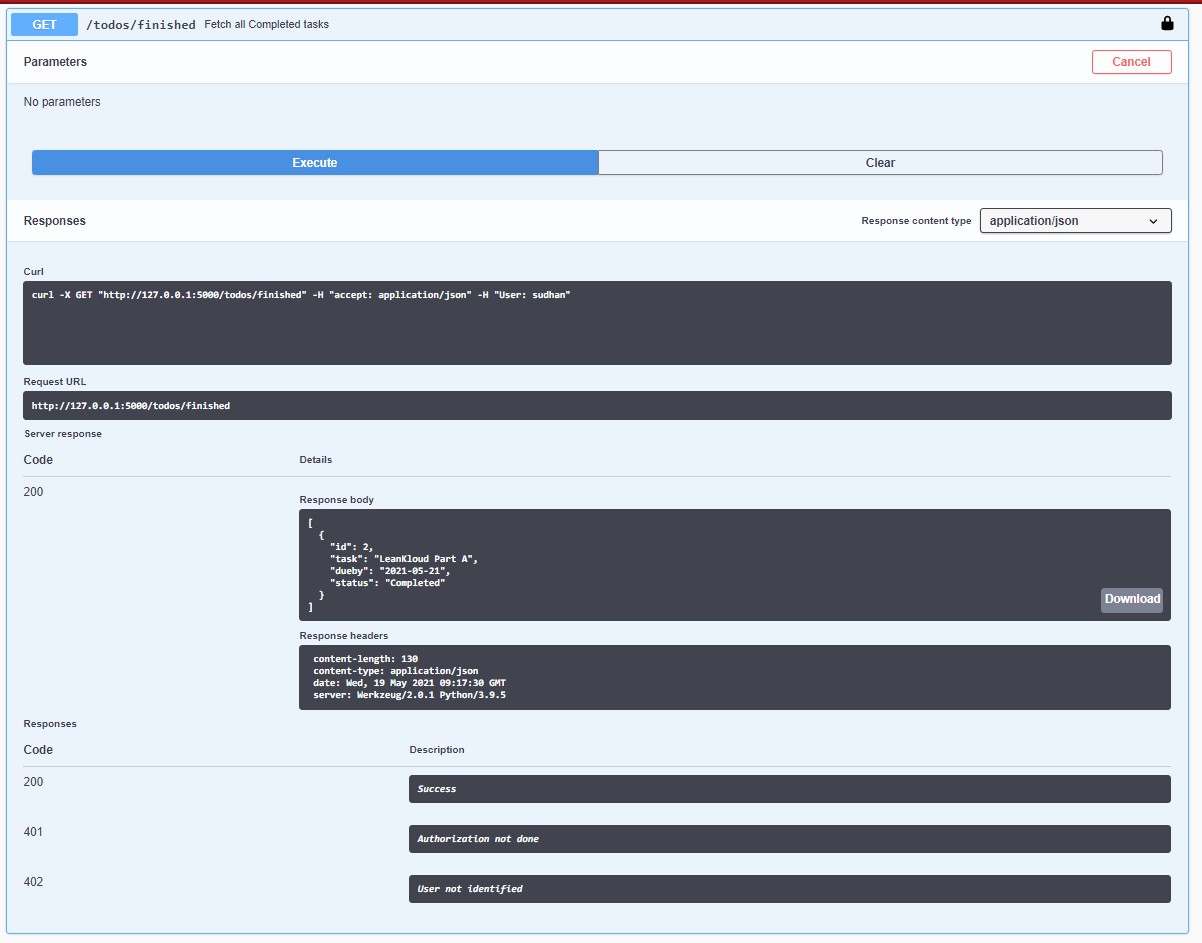 GET /todos/finished Fetch all Completed tasks
Parameters Cancel
No parameters
Execute Clear
Responses Response content type application/json
Curl
curl -X GET "http://127.0.0.1:5000/todos/finished" -H "accept: application/json" -H "User: sudhan"
Request URL
http://127.0.0.1:5000/todos/finished
Server response
Code Details
200
Response body
[
  {
    "id": 2,
    "task": "LeanKloud Part A",
    "dueby": "2021-05-21",
    "status": "Completed"
  }
]
Download
Response headers
content-length: 130
content-type: application/json
date: Wed, 19 May 2021 09:17:30 GMT
server: Werkzeug/2.0.1 Python/3.9.5
Responses
Code Description
200 Success
401 Authorization not done
402 User not identified